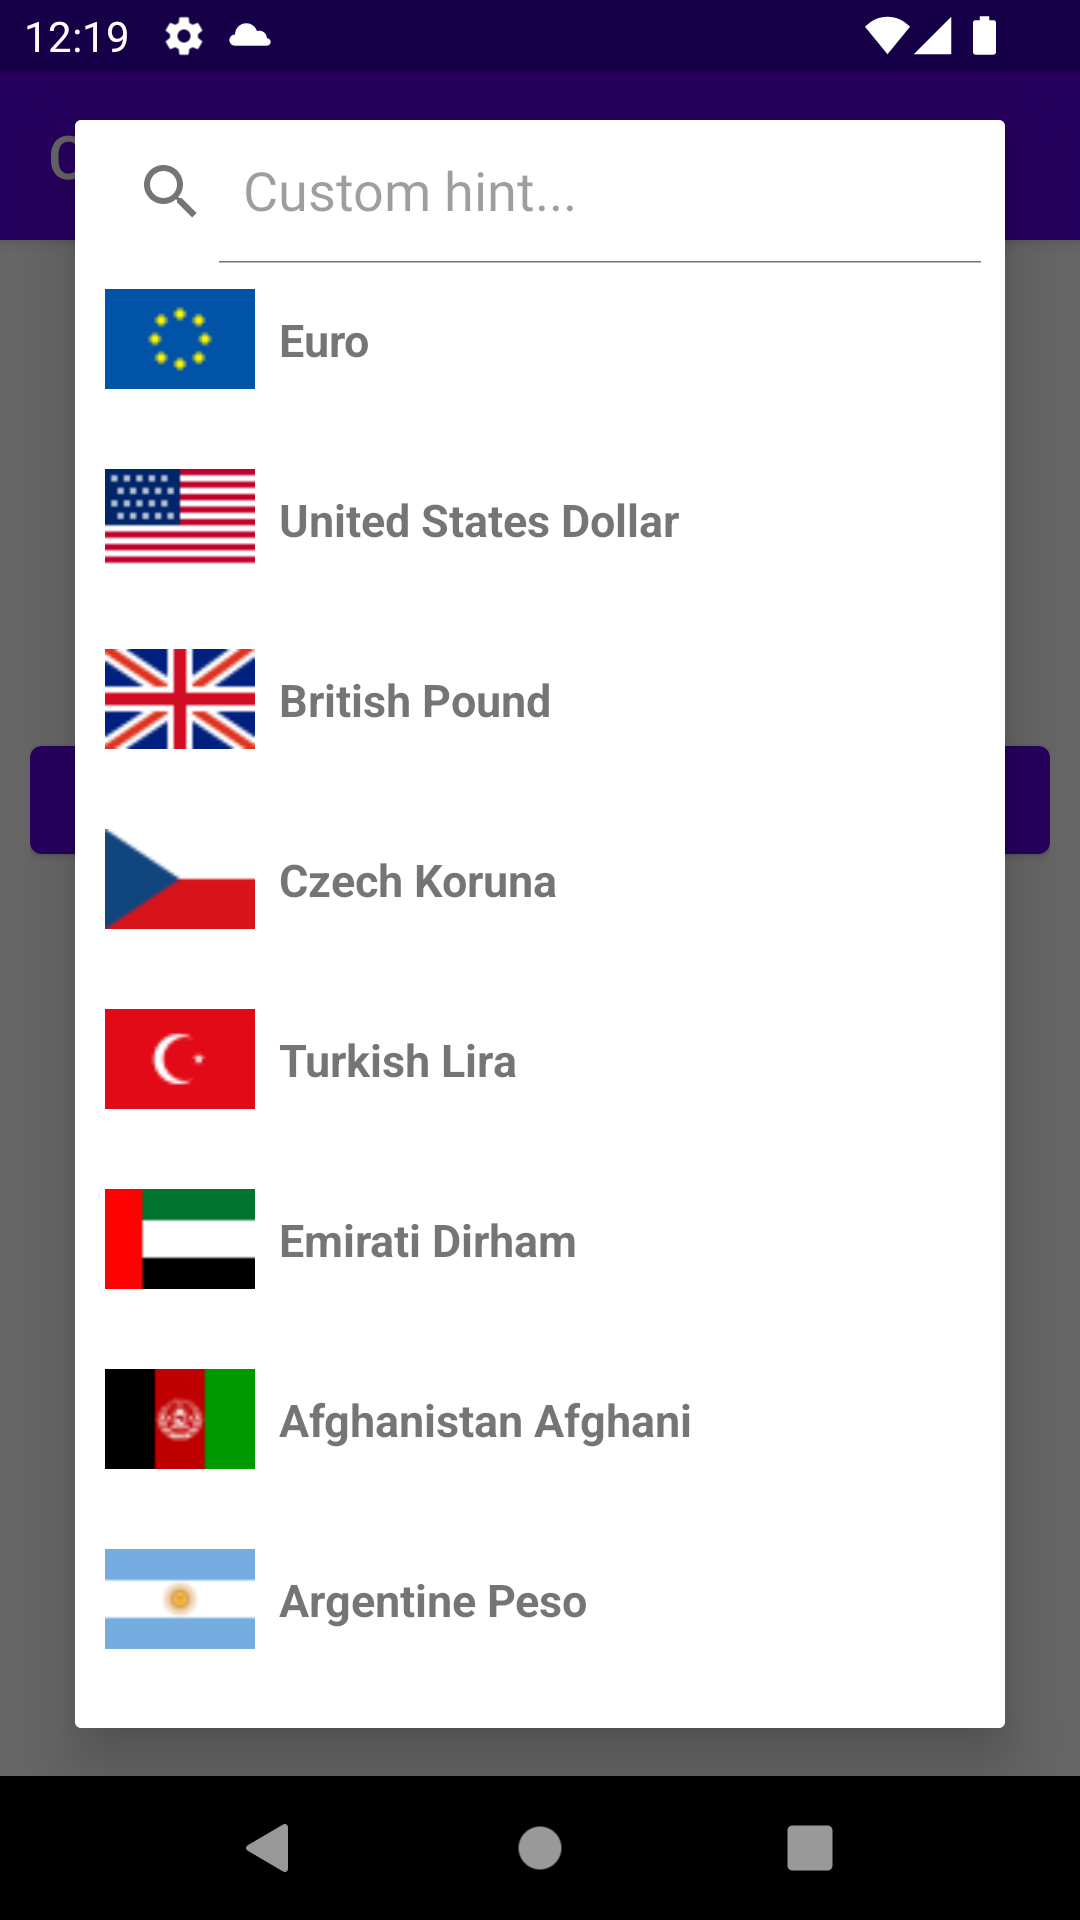 12:19
C
Custom hint...
Euro
United States Dollar
British Pound
Czech Koruna
Turkish Lira
Emirati Dirham
Afghanistan Afghani
Argentine Peso